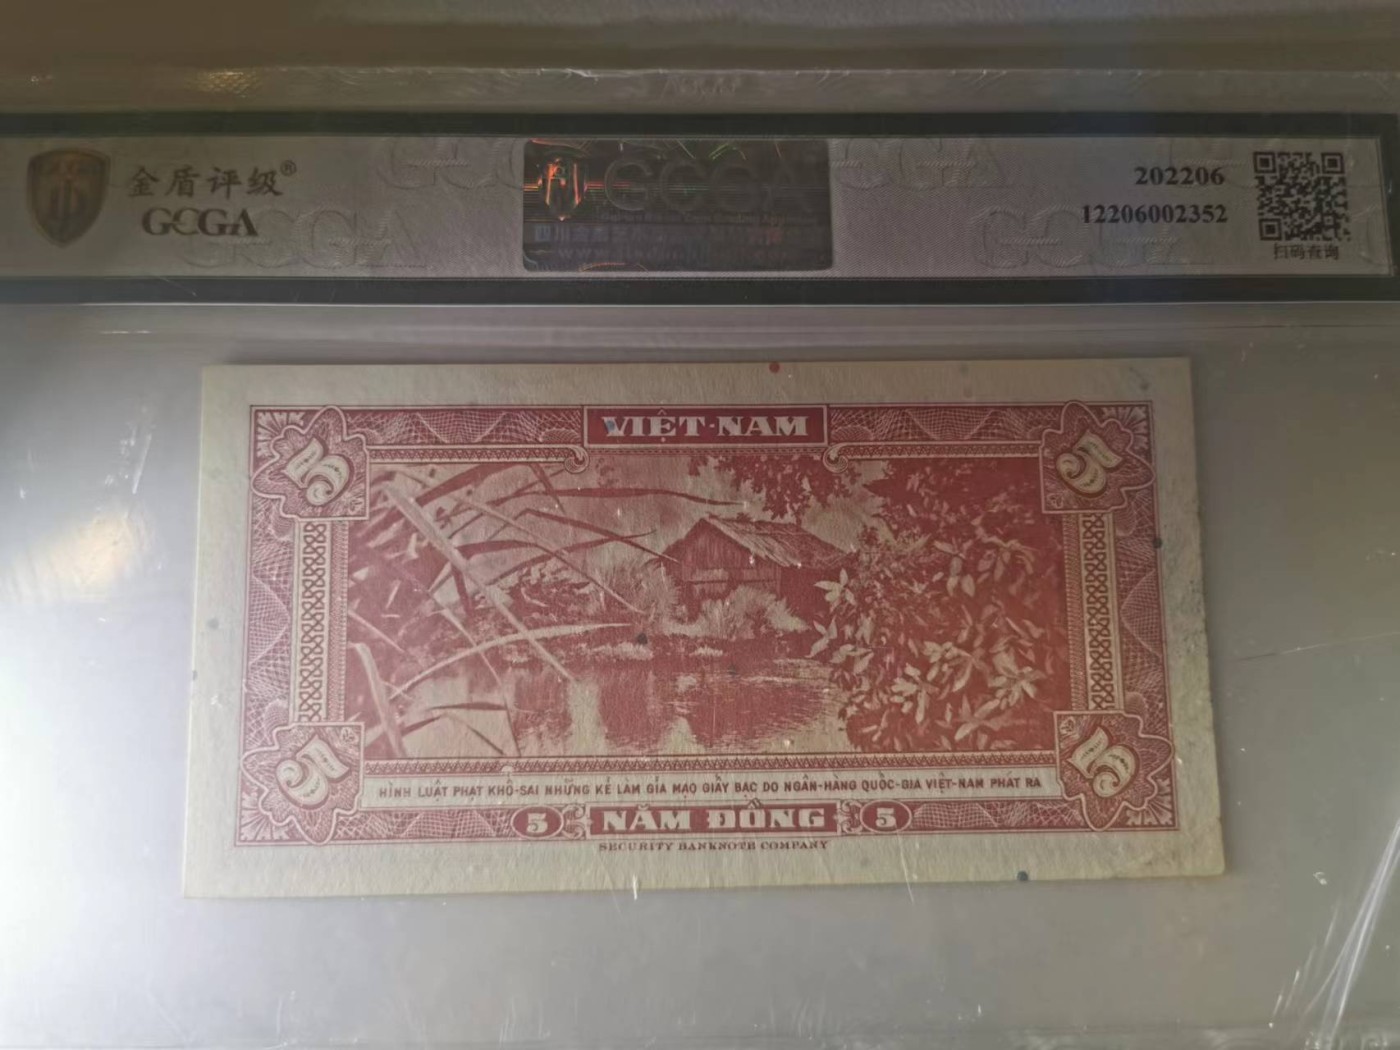 金盾评级®
GCGA
GCGA
202206
12206002352
扫码查询
VIỆT-NAM
5
5
5
5
HÌNH LUẬT PHẠT KHỔ-SAI NHỮNG KẺ LÀM GIẢ MẠO GIẤY BẠC DO NGÂN-HÀNG QUỐC-GIA VIỆT-NAM PHÁT RA
5 NĂM ĐỒNG 5
SECURITY BANKNOTE COMPANY